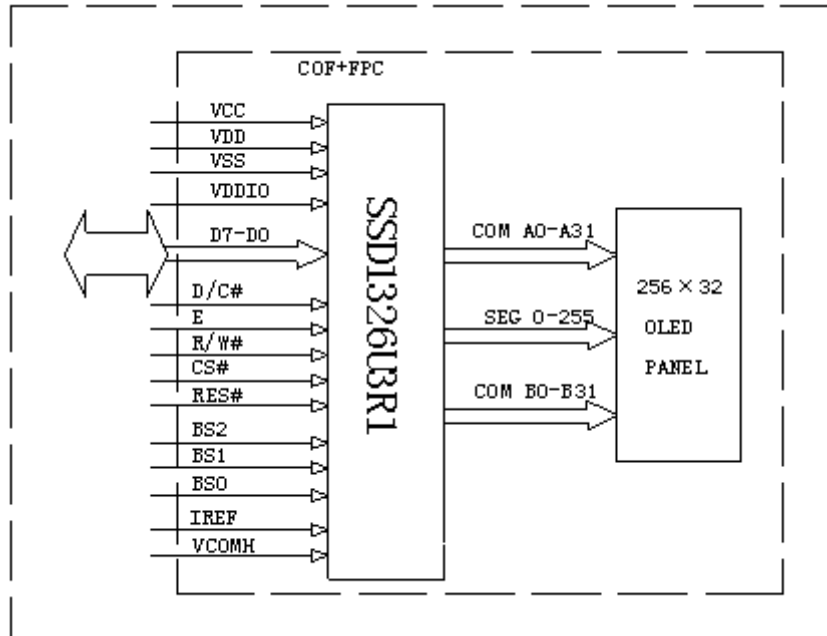 COF+FPC
VCC
VDD
VSS
VDDIO
D7-D0
D/C#
E
R/W#
CS#
RES#
BS2
BS1
BS0
IREF
VCOMH
SSD1326U3R1
COM A0-A31
SEG 0-255
COM B0-B31
256×32
OLED
PANEL